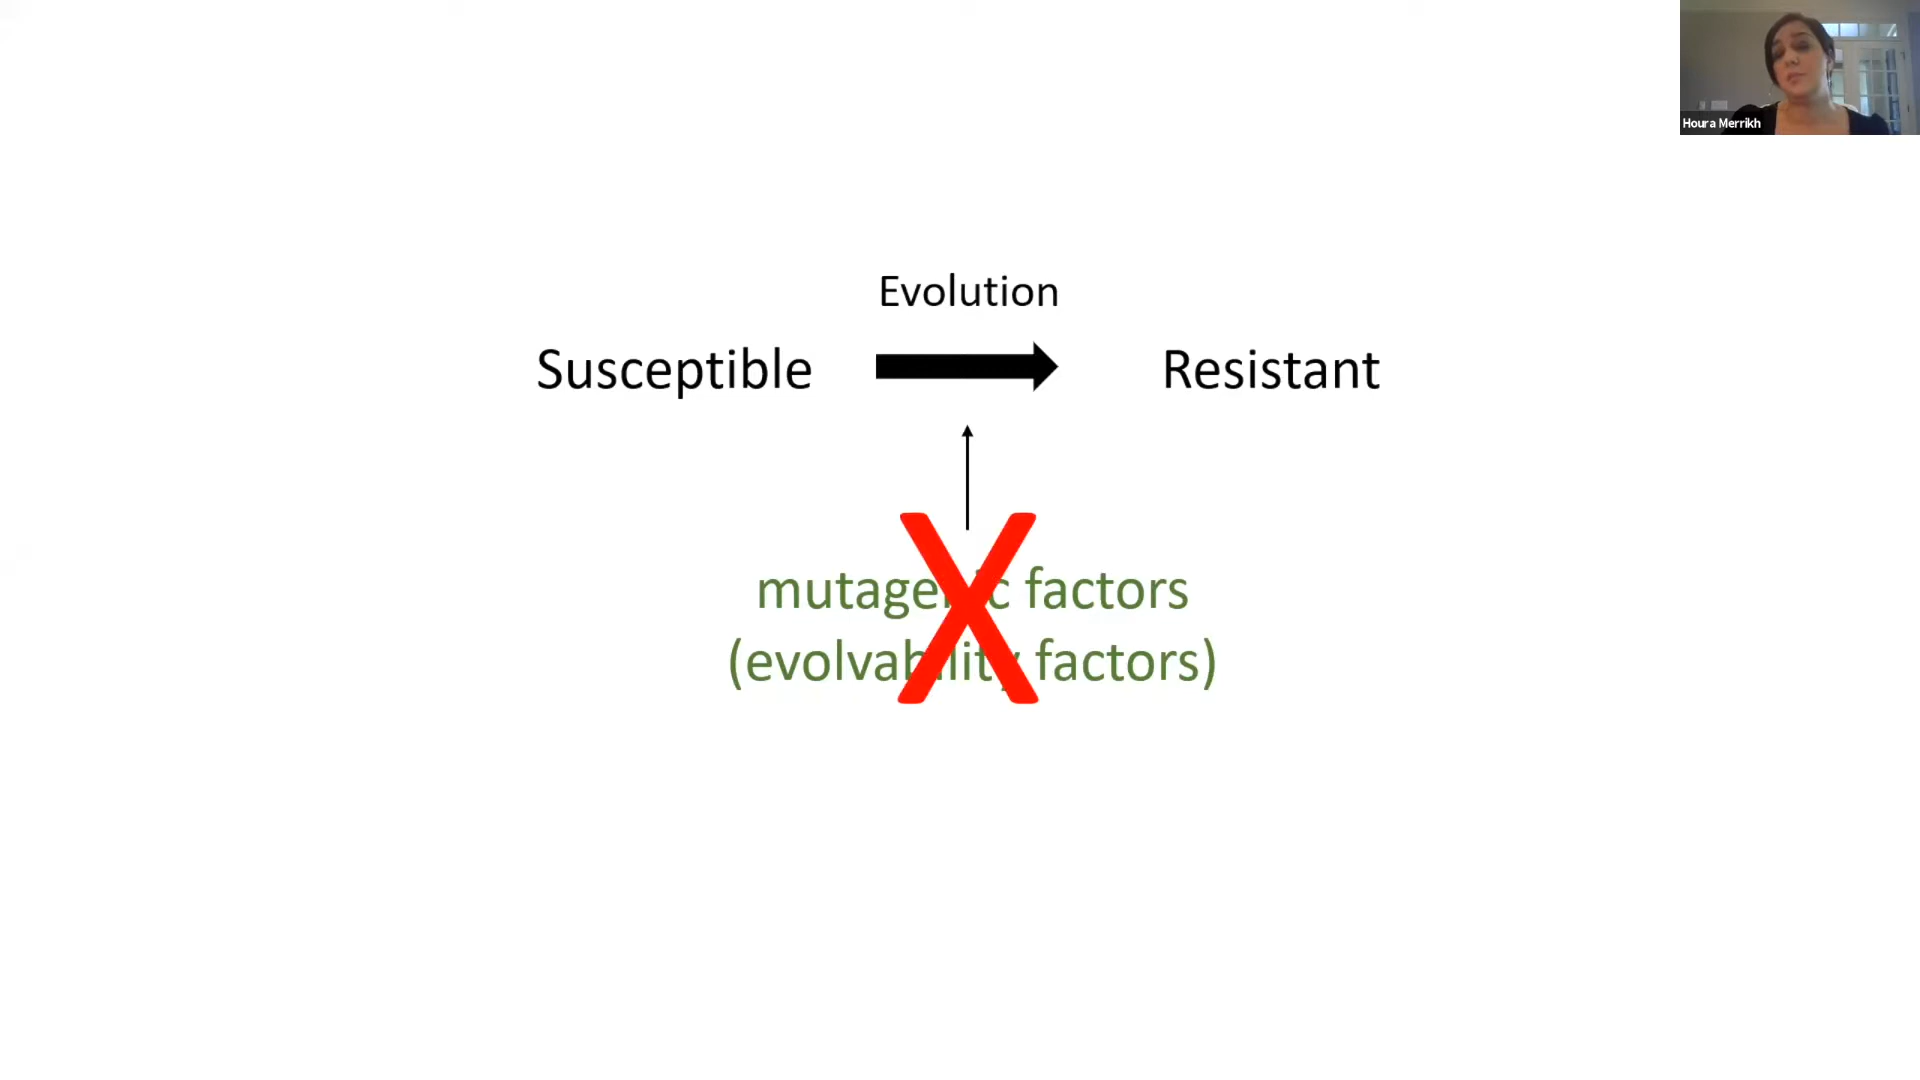 Houra Merrikh
Evolution
Susceptible Resistant
mutagenic factors
(evolvability factors)